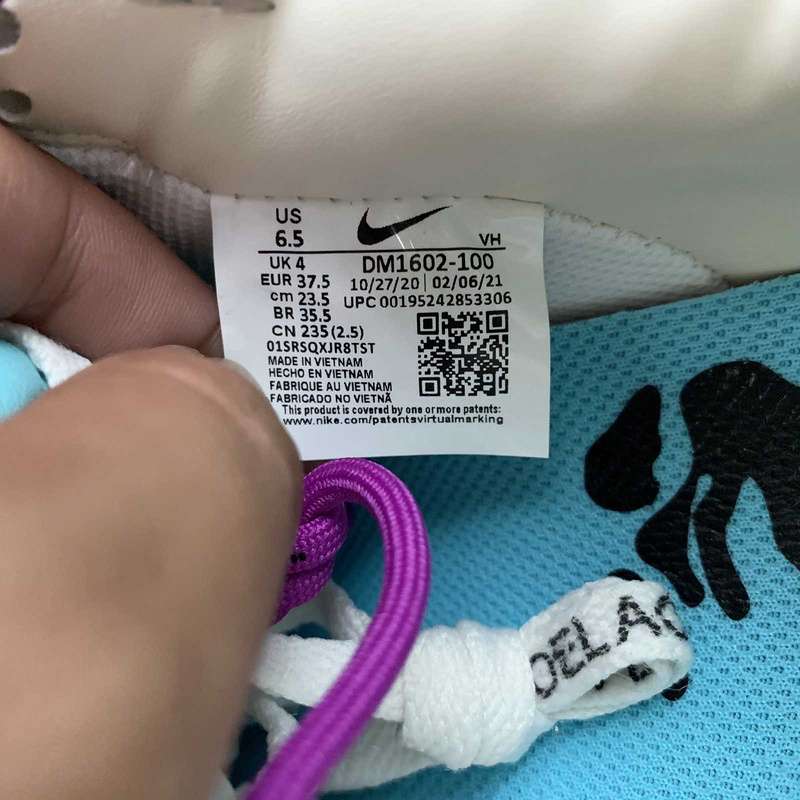 US
6.5
VH
UK 4
DM1602-100
EUR 37.5
10/27/20 | 02/06/21
cm 23.5
UPC 00195242853306
BR 35.5
CN 235 (2.5)
01SRSQXJR8TST
MADE IN VIETNAM
HECHO EN VIETNAM
FABRIQUE AU VIETNAM
FABRICADO NO VIETNÃ
This product is covered by one or more patents:
www.nike.com/patentsvirtualmarking